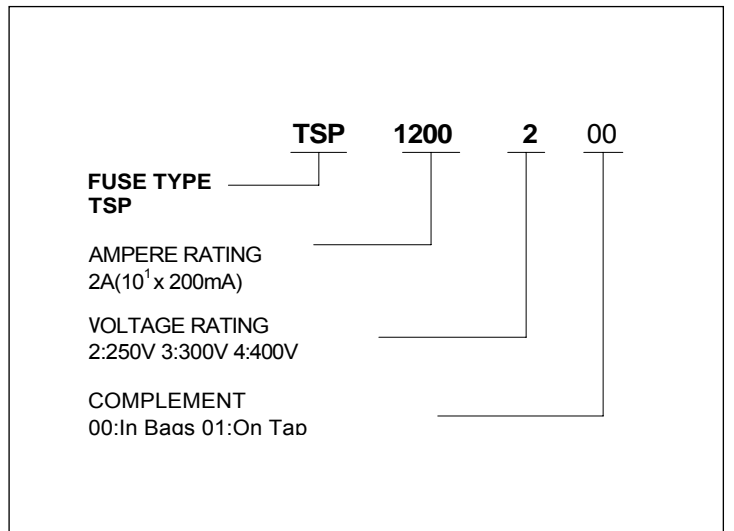 TSP 1200 2 00
FUSE TYPE
TSP
AMPERE RATING
2A(10¹ x 200mA)
VOLTAGE RATING
2:250V 3:300V 4:400V
COMPLEMENT
00:In Bags 01:On Tap